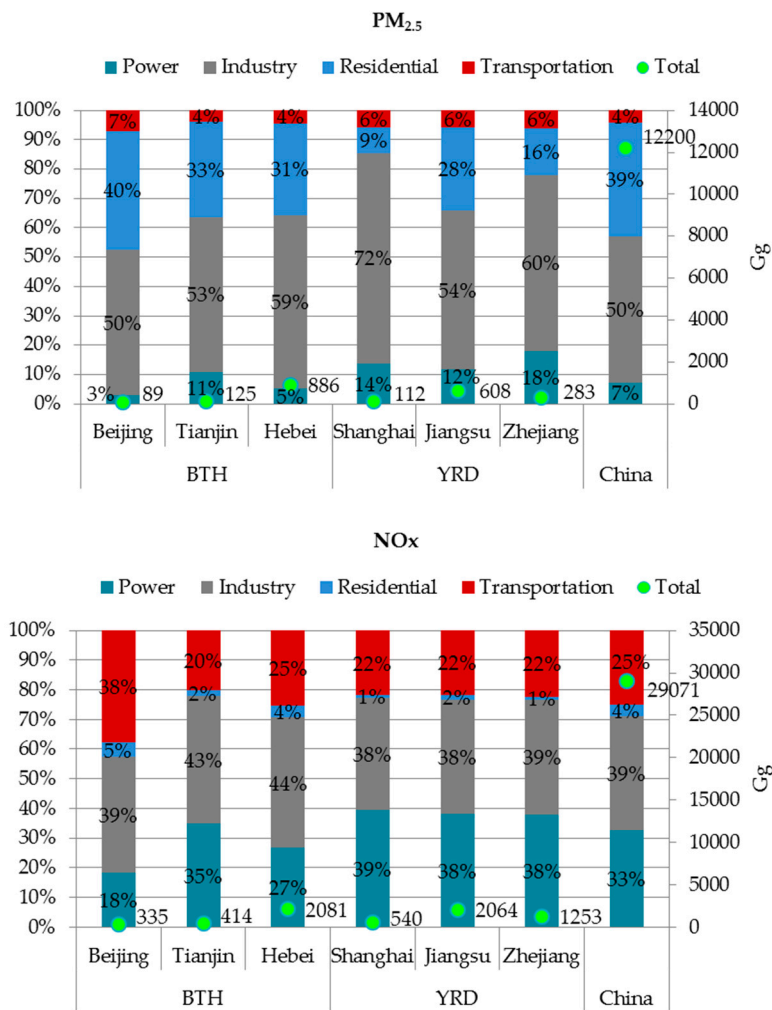 PM2.5
Power Industry Residential Transportation Total
100% 7% 4% 4% 6% 6% 6% 4% 14000
90% 9% 12200 12000
80% 40% 33% 31% 28% 16% 39% 10000
70%
60% 72% 60% 8000
50% 50% 53% 59% 54% 50% 6000
40%
30% 4000
20% 2000
10% 3% 89 11% 125 5% 886 14% 112 12% 608 18% 283 7%
0% 0
Gg
Beijing Tianjin Hebei Shanghai Jiangsu Zhejiang
BTH YRD China
NOx
Power Industry Residential Transportation Total
100% 35000
90% 20% 25% 22% 22% 22% 25% 30000
80% 38% 2% 1% 2% 1% 29071
70% 4% 4% 25000
60% 5% 43% 38% 38% 39% 20000
50% 44% 39%
40% 39% 15000
30% 35% 39% 38% 38% 33% 10000
20% 27% 5000
10% 18%
0% 335 414 2081 540 2064 1253 0
Gg
Beijing Tianjin Hebei Shanghai Jiangsu Zhejiang
BTH YRD China